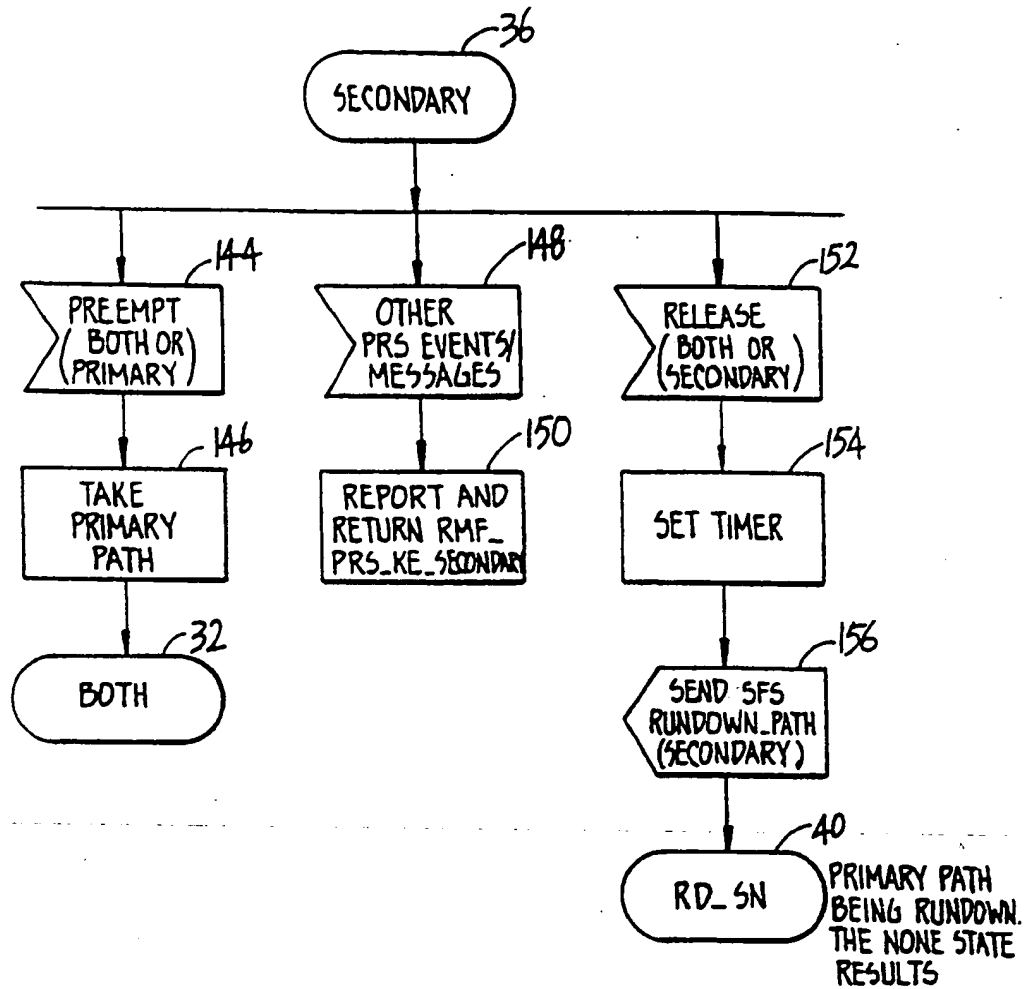 36
SECONDARY
144
PREEMPT
(BOTH OR
PRIMARY)
148
OTHER
PRS EVENTS/
MESSAGES
152
RELEASE
(BOTH OR
SECONDARY)
146
TAKE
PRIMARY
PATH
150
REPORT AND
RETURN RMF_
PRS_KE_SECONDARY
154
SET TIMER
32
BOTH
156
SEND SFS
RUNDOWN_PATH
(SECONDARY)
40
RD_SN
PRIMARY PATH
BEING RUNDOWN.
THE NONE STATE
RESULTS